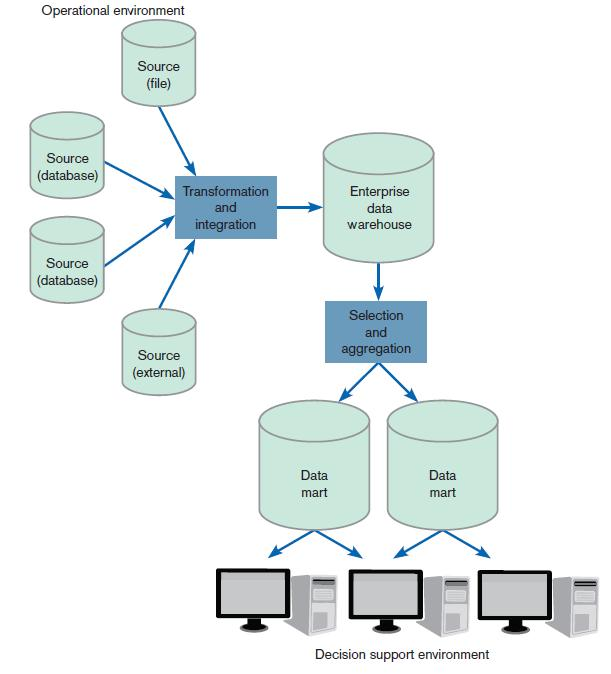 Operational environment
Source
(file)
Source
(database)
Transformation
and
integration
Enterprise
data
warehouse
Source
(database)
Source
(external)
Selection
and
aggregation
Data
mart
Data
mart
Decision support environment